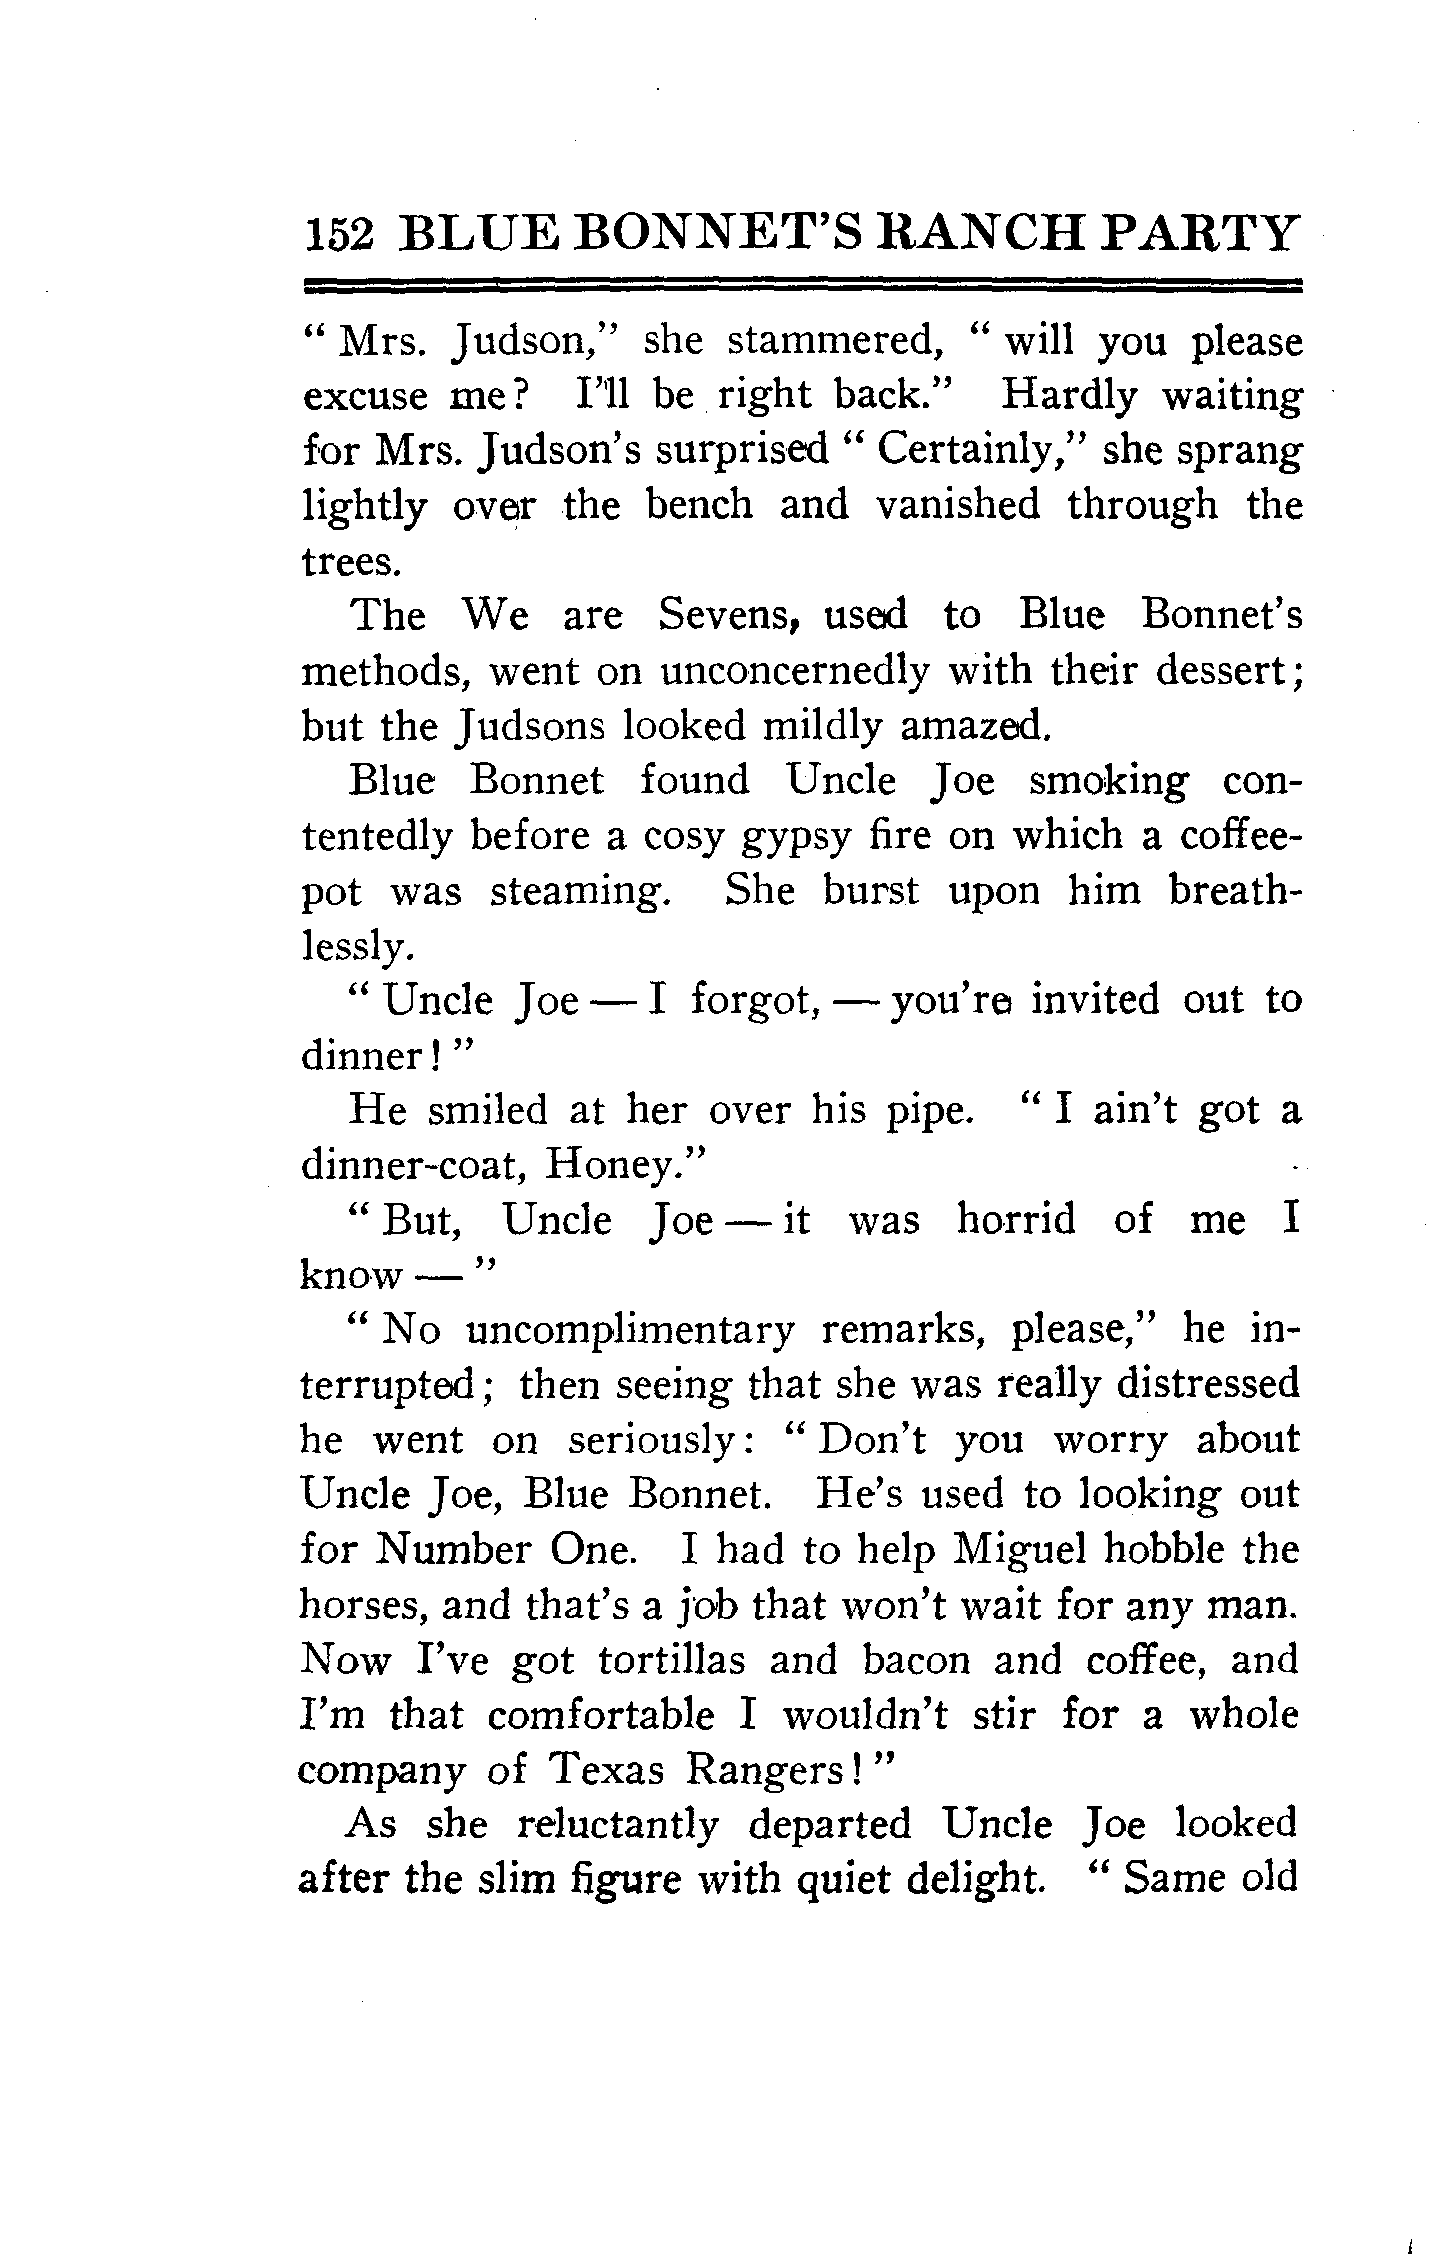 152 BLUE BONNET'S RANCH PARTY
" Mrs. Judson," she stammered, " will you please
excuse me? I'll be right back." Hardly waiting
for Mrs. Judson's surprised " Certainly," she sprang
lightly over the bench and vanished through the
trees.
The We are Sevens, used to Blue Bonnet's
methods, went on unconcernedly with their dessert;
but the Judsons looked mildly amazed.
Blue Bonnet found Uncle Joe smoking con-
tentedly before a cosy gypsy fire on which a coffee-
pot was steaming. She burst upon him breath-
lessly.
" Uncle Joe — I forgot, — you're invited out to
dinner! "
He smiled at her over his pipe. " I ain't got a
dinner-coat, Honey."
" But, Uncle Joe — it was horrid of me I
know — "
" No uncomplimentary remarks, please," he in-
terrupted; then seeing that she was really distressed
he went on seriously: " Don't you worry about
Uncle Joe, Blue Bonnet. He's used to looking out
for Number One. I had to help Miguel hobble the
horses, and that's a job that won't wait for any man.
Now I've got tortillas and bacon and coffee, and
I'm that comfortable I wouldn't stir for a whole
company of Texas Rangers! "
As she reluctantly departed Uncle Joe looked
after the slim figure with quiet delight. " Same old